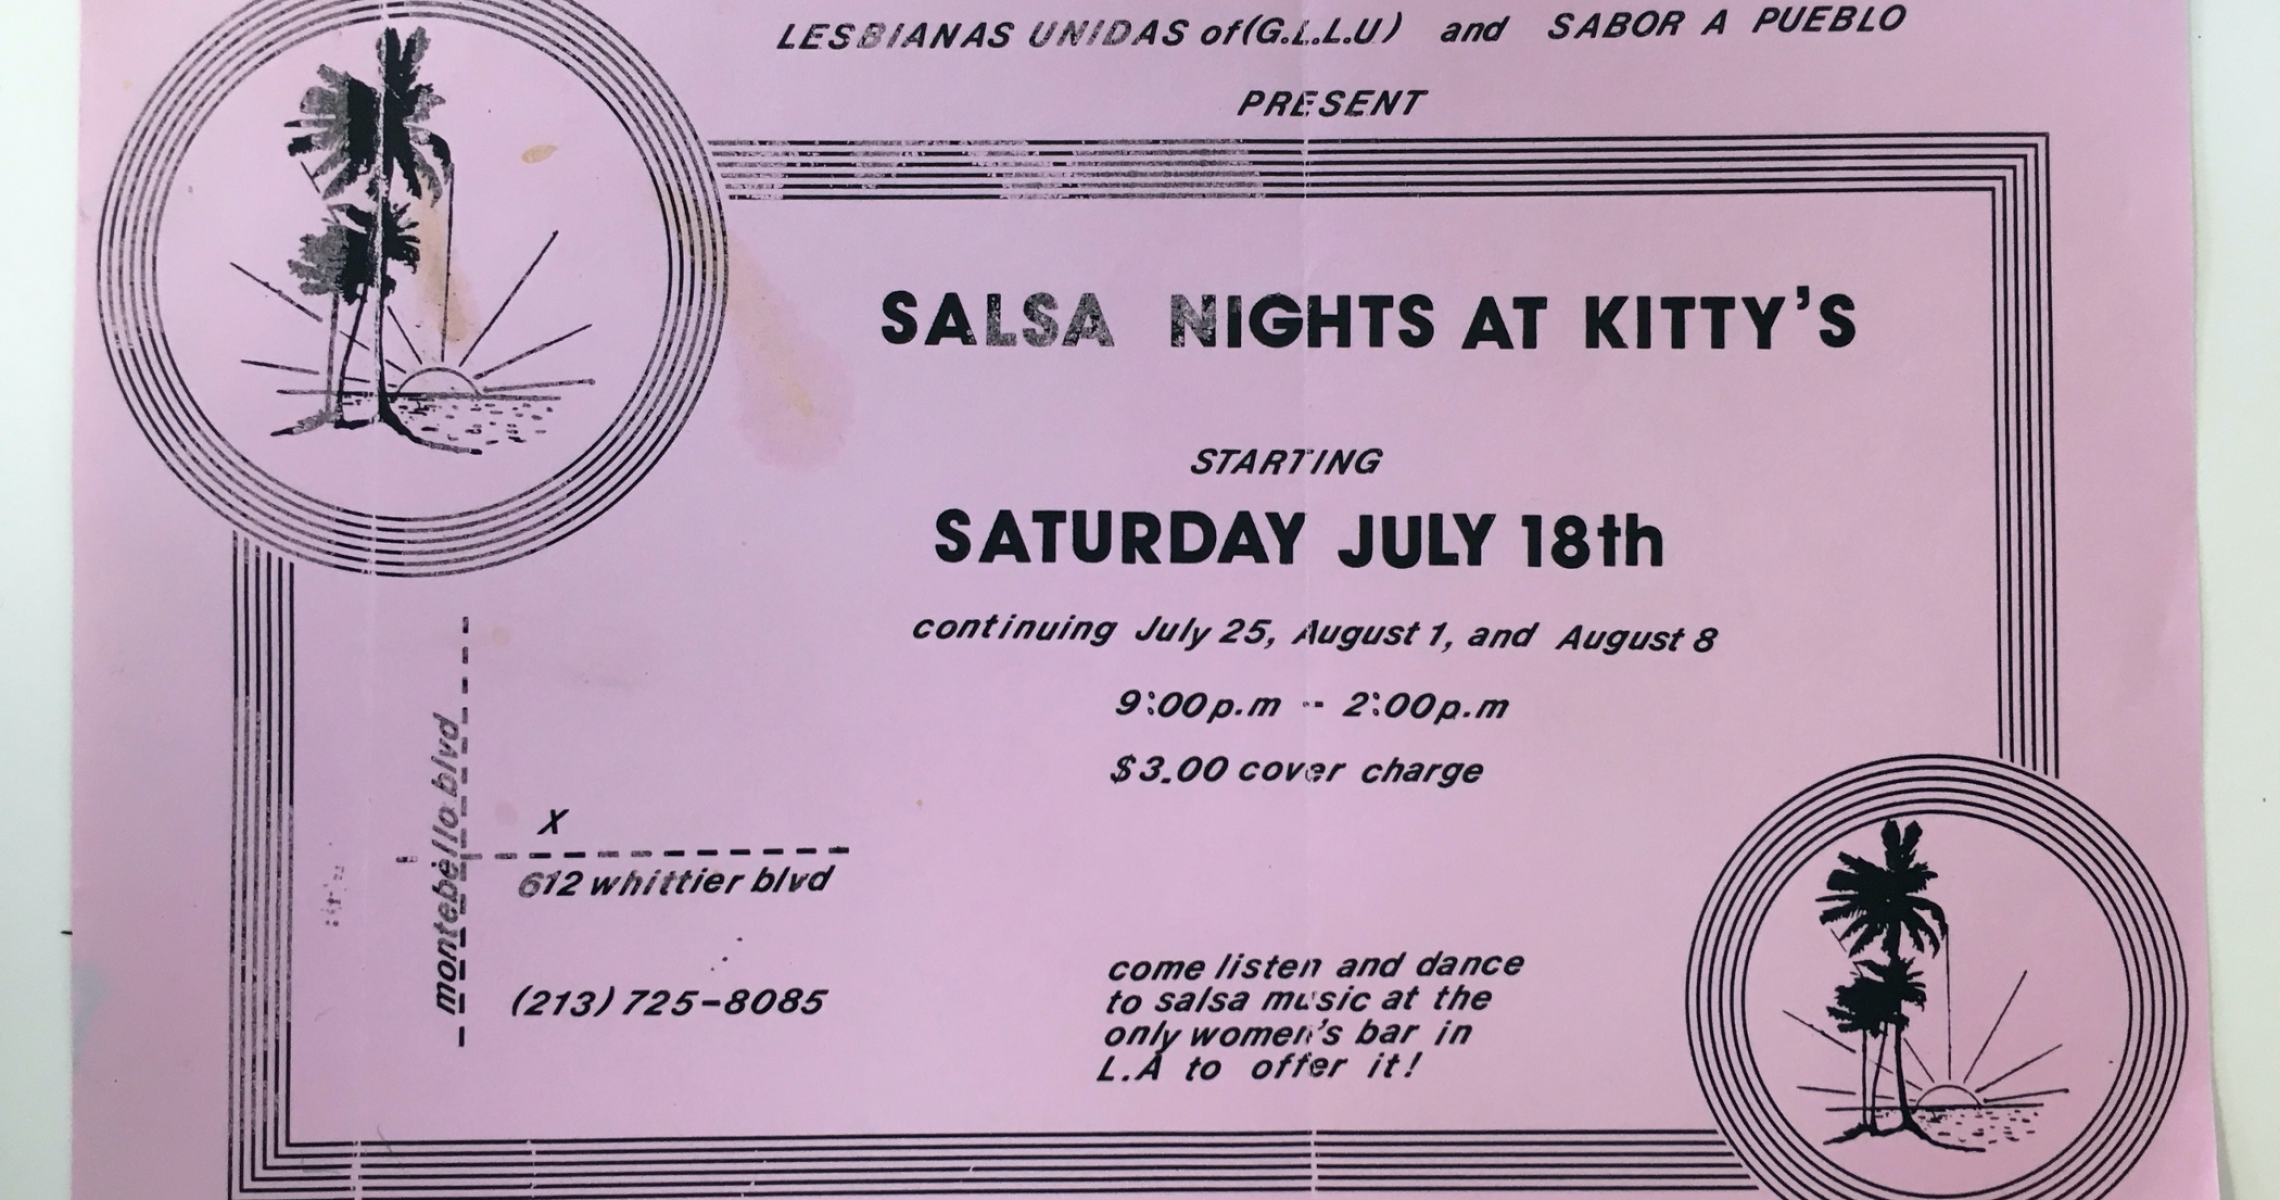 LESBIANAS UNIDAS of(G.L.L.U) and SABOR A PUEBLO
PRESENT
SALSA NIGHTS AT KITTY'S
STARTING
SATURDAY JULY 18th
continuing July 25, August 1, and August 8
9:00p.m -- 2:00p.m
$3.00 cover charge
montebello blvd
X
612 whittier blvd
(213) 725-8085
come listen and dance
to salsa music at the
only women's bar in
L.A to offer it!